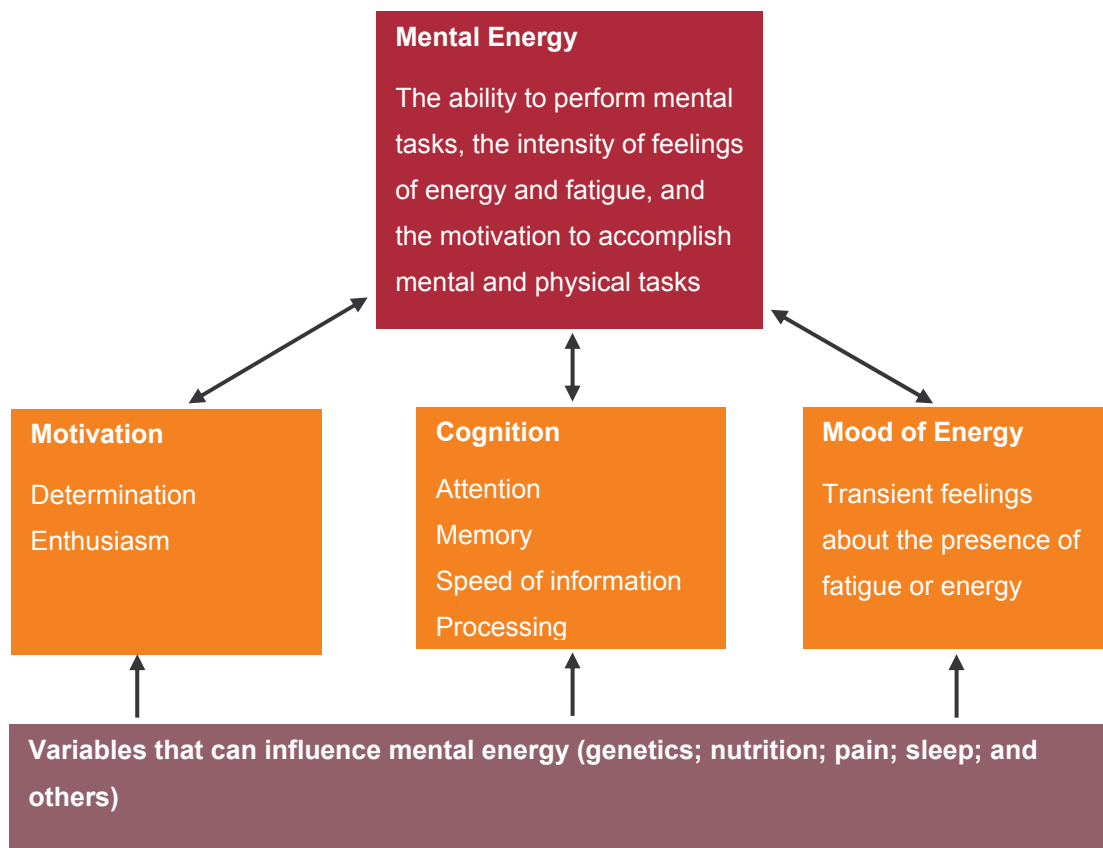 Mental Energy
The ability to perform mental
tasks, the intensity of feelings
of energy and fatigue, and
the motivation to accomplish
mental and physical tasks
Motivation
Determination
Enthusiasm
Cognition
Attention
Memory
Speed of information
Processing
Mood of Energy
Transient feelings
about the presence of
fatigue or energy
Variables that can influence mental energy (genetics; nutrition; pain; sleep; and
others)